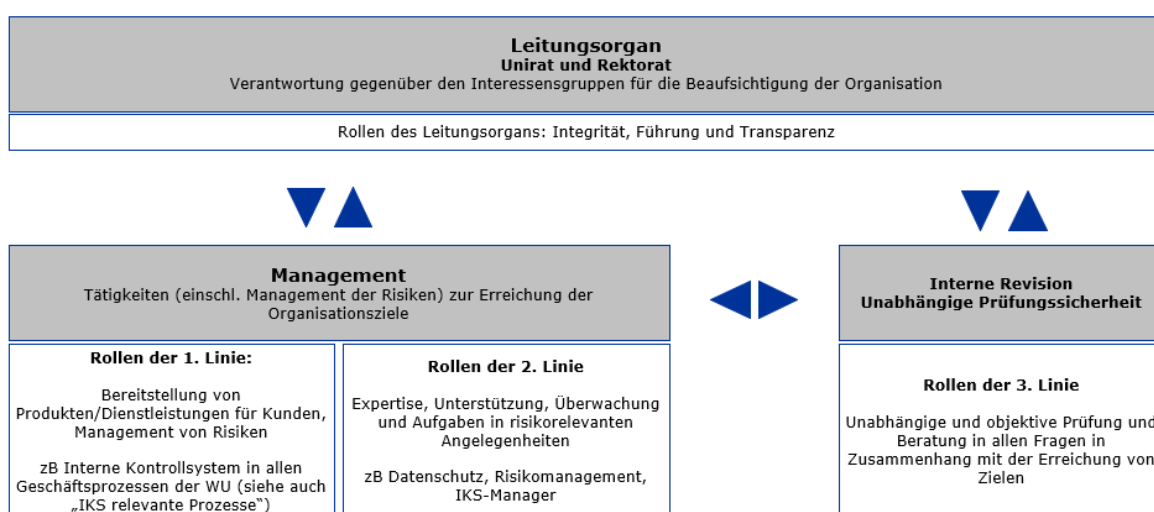 Leitungsorgan
Unirat und Rektorat
Verantwortung gegenüber den Interessensgruppen für die Beaufsichtigung der Organisation
Rollen des Leitungsorgans: Integrität, Führung und Transparenz
Management
Tätigkeiten (einschl. Management der Risiken) zur Erreichung der
Organisationsziele
Rollen der 1. Linie:
Bereitstellung von
Produkten/Dienstleistungen für Kunden,
Management von Risiken
zB Interne Kontrollsystem in allen
Geschäftsprozessen der WU (siehe auch
„IKS relevante Prozesse“)
Rollen der 2. Linie
Expertise, Unterstützung, Überwachung
und Aufgaben in risikorelevanten
Angelegenheiten
zB Datenschutz, Risikomanagement,
IKS-Manager
Interne Revision
Unabhängige Prüfungssicherheit
Rollen der 3. Linie
Unabhängige und objektive Prüfung und
Beratung in allen Fragen in
Zusammenhang mit der Erreichung von
Zielen